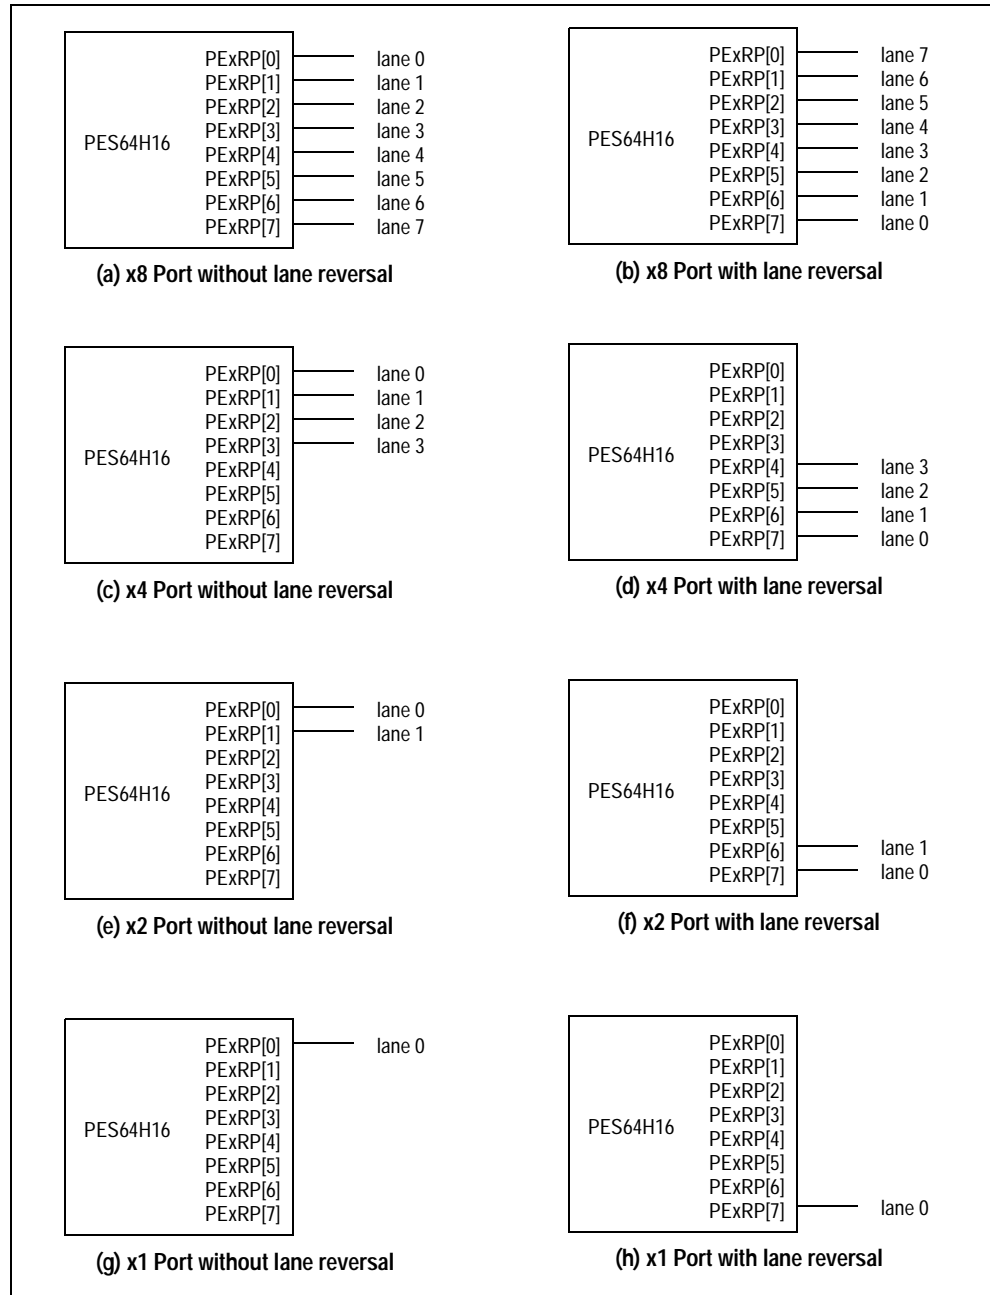 PES64H16
PExRP[0] lane 0
PExRP[1] lane 1
PExRP[2] lane 2
PExRP[3] lane 3
PExRP[4] lane 4
PExRP[5] lane 5
PExRP[6] lane 6
PExRP[7] lane 7
(a) x8 Port without lane reversal
PES64H16
PExRP[0] lane 7
PExRP[1] lane 6
PExRP[2] lane 5
PExRP[3] lane 4
PExRP[4] lane 3
PExRP[5] lane 2
PExRP[6] lane 1
PExRP[7] lane 0
(b) x8 Port with lane reversal
PES64H16
PExRP[0] lane 0
PExRP[1] lane 1
PExRP[2] lane 2
PExRP[3] lane 3
PExRP[4]
PExRP[5]
PExRP[6]
PExRP[7]
(c) x4 Port without lane reversal
PES64H16
PExRP[0]
PExRP[1]
PExRP[2]
PExRP[3]
PExRP[4] lane 3
PExRP[5] lane 2
PExRP[6] lane 1
PExRP[7] lane 0
(d) x4 Port with lane reversal
PES64H16
PExRP[0] lane 0
PExRP[1] lane 1
PExRP[2]
PExRP[3]
PExRP[4]
PExRP[5]
PExRP[6]
PExRP[7]
(e) x2 Port without lane reversal
PES64H16
PExRP[0]
PExRP[1]
PExRP[2]
PExRP[3]
PExRP[4]
PExRP[5]
PExRP[6] lane 1
PExRP[7] lane 0
(f) x2 Port with lane reversal
PES64H16
PExRP[0] lane 0
PExRP[1]
PExRP[2]
PExRP[3]
PExRP[4]
PExRP[5]
PExRP[6]
PExRP[7]
(g) x1 Port without lane reversal
PES64H16
PExRP[0]
PExRP[1]
PExRP[2]
PExRP[3]
PExRP[4]
PExRP[5]
PExRP[6]
PExRP[7] lane 0
(h) x1 Port with lane reversal